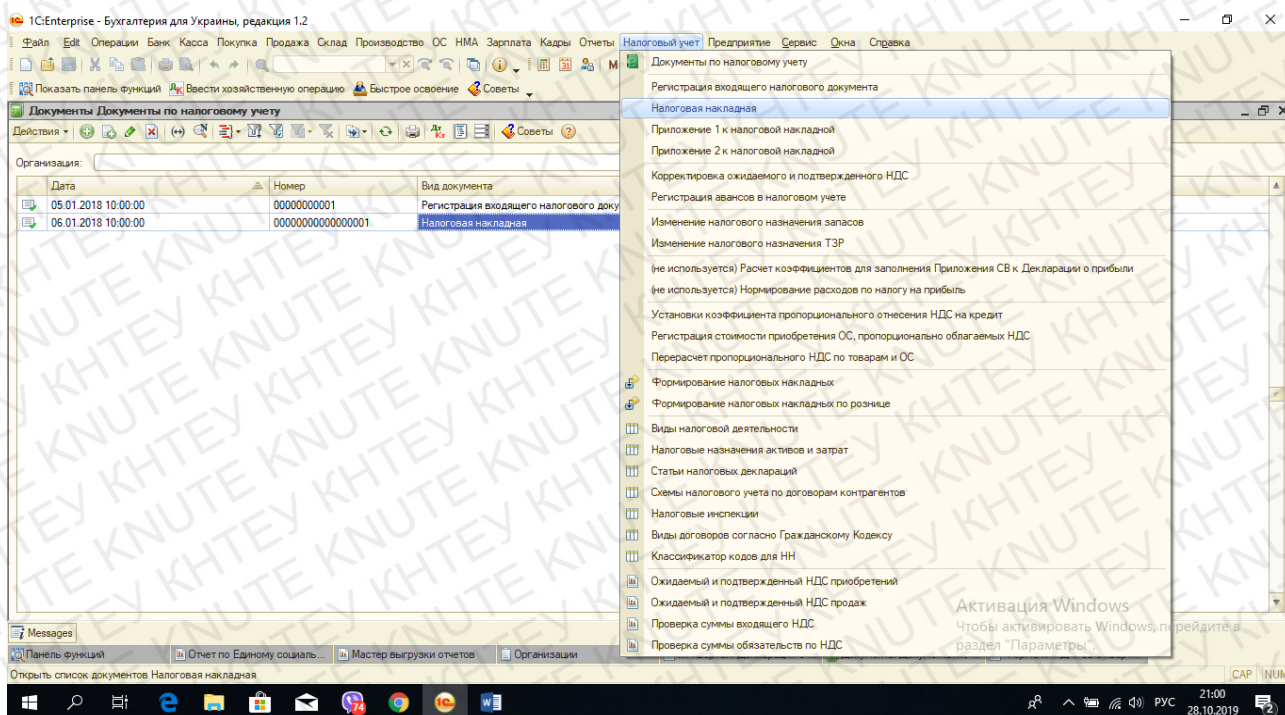 1C:Enterprise - Бухгалтерия для Украины, редакция 1.2
Файл Edit Операции Банк Касса Покупка Продажа Склад Производство ОС НМА Зарплата Кадры Отчеты Налоговый учет Предприятие Сервис Окна Справка
M
Показать панель функций Ввести хозяйственную операцию Быстрое освоение Советы
Документы Документы по налоговому учету
Действия Советы
Организация:
Дата Номер Вид документа
05.01.2018 10:00:00 00000000001 Регистрация входящего налогового доку
06.01.2018 10:00:00 00000000000000001 Налоговая накладная
Документы по налоговому учету
Регистрация входящего налогового документа
Налоговая накладная
Приложение 1 к налоговой накладной
Приложение 2 к налоговой накладной
Корректировка ожидаемого и подтвержденного НДС
Регистрация авансов в налоговом учете
Изменение налогового назначения запасов
Изменение налогового назначения ТЗР
(не используется) Расчет коэффициентов для заполнения Приложения СВ к Декларации о прибыли
(не используется) Нормирование расходов по налогу на прибыль
Установки коэффициента пропорционального отнесения НДС на кредит
Регистрация стоимости приобретения ОС, пропорционально облагаемых НДС
Перерасчет пропорционального НДС по товарам и ОС
Формирование налоговых накладных
Формирование налоговых накладных по рознице
Виды налоговой деятельности
Налоговые назначения активов и затрат
Статьи налоговых деклараций
Схемы налогового учета по договорам контрагентов
Налоговые инспекции
Виды договоров согласно Гражданскому Кодексу
Классификатор кодов для НН
Ожидаемый и подтвержденный НДС приобретений
Ожидаемый и подтвержденный НДС продаж
Проверка суммы входящего НДС
Проверка суммы обязательств по НДС
Активация Windows
Чтобы активировать Windows, перейдите в
раздел "Параметры".
Messages
Панель функций Отчет по Единому социаль... Мастер выгрузки отчетов Организации
Открыть список документов Налоговая накладная CAP NUM
74 РУС 21:00
28.10.2019 2